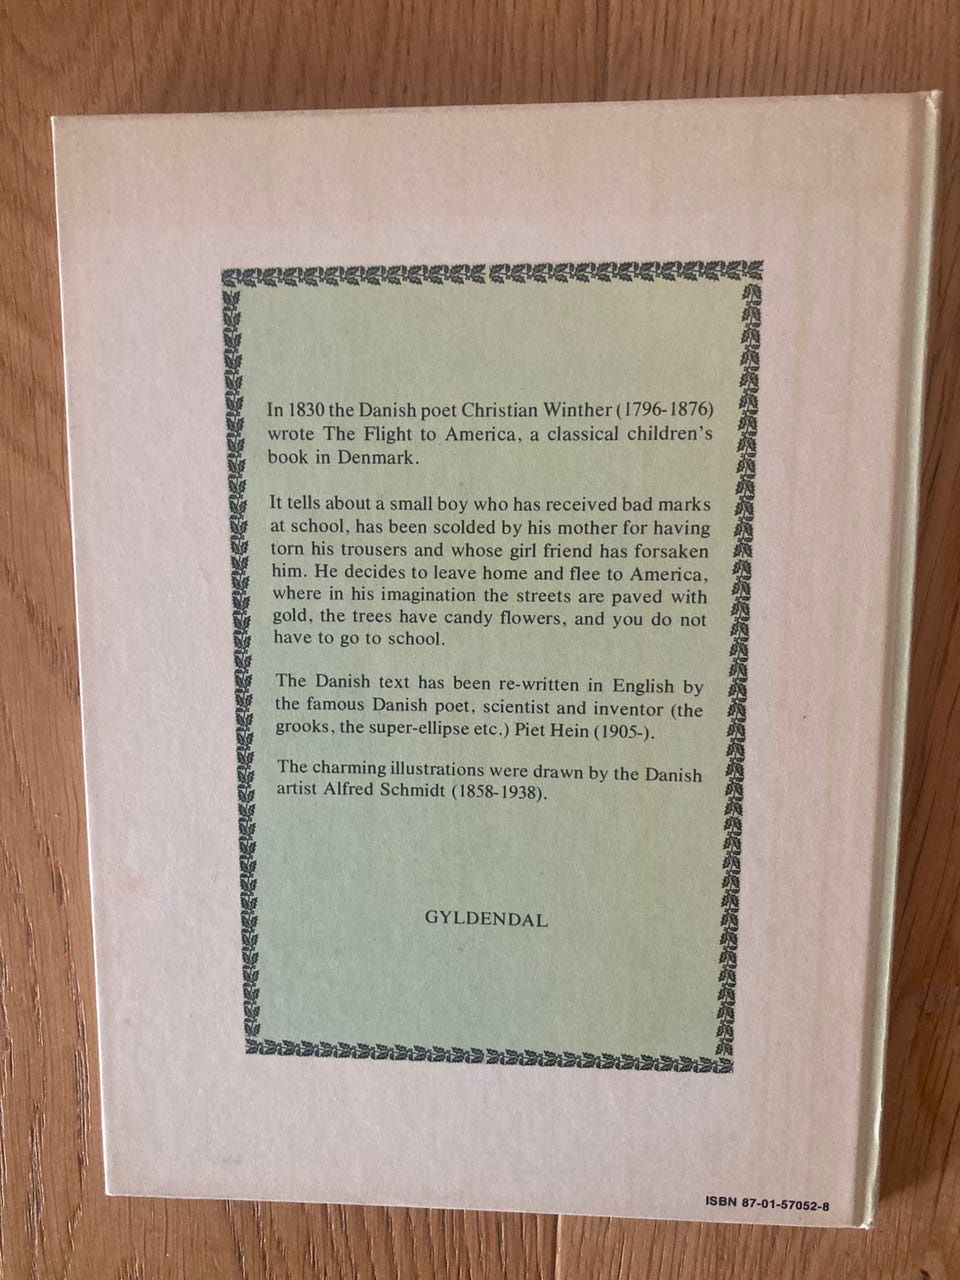 In 1830 the Danish poet Christian Winther (1796-1876)
wrote The Flight to America, a classical children's
book in Denmark.
It tells about a small boy who has received bad marks
at school, has been scolded by his mother for having
torn his trousers and whose girl friend has forsaken
him. He decides to leave home and flee to America,
where in his imagination the streets are paved with
gold, the trees have candy flowers, and you do not
have to go to school.
The Danish text has been re-written in English by
the famous Danish poet, scientist and inventor (the
grooks, the super-ellipse etc.) Piet Hein (1905-).
The charming illustrations were drawn by the Danish
artist Alfred Schmidt (1858-1938).
GYLDENDAL
ISBN 87-01-57052-8